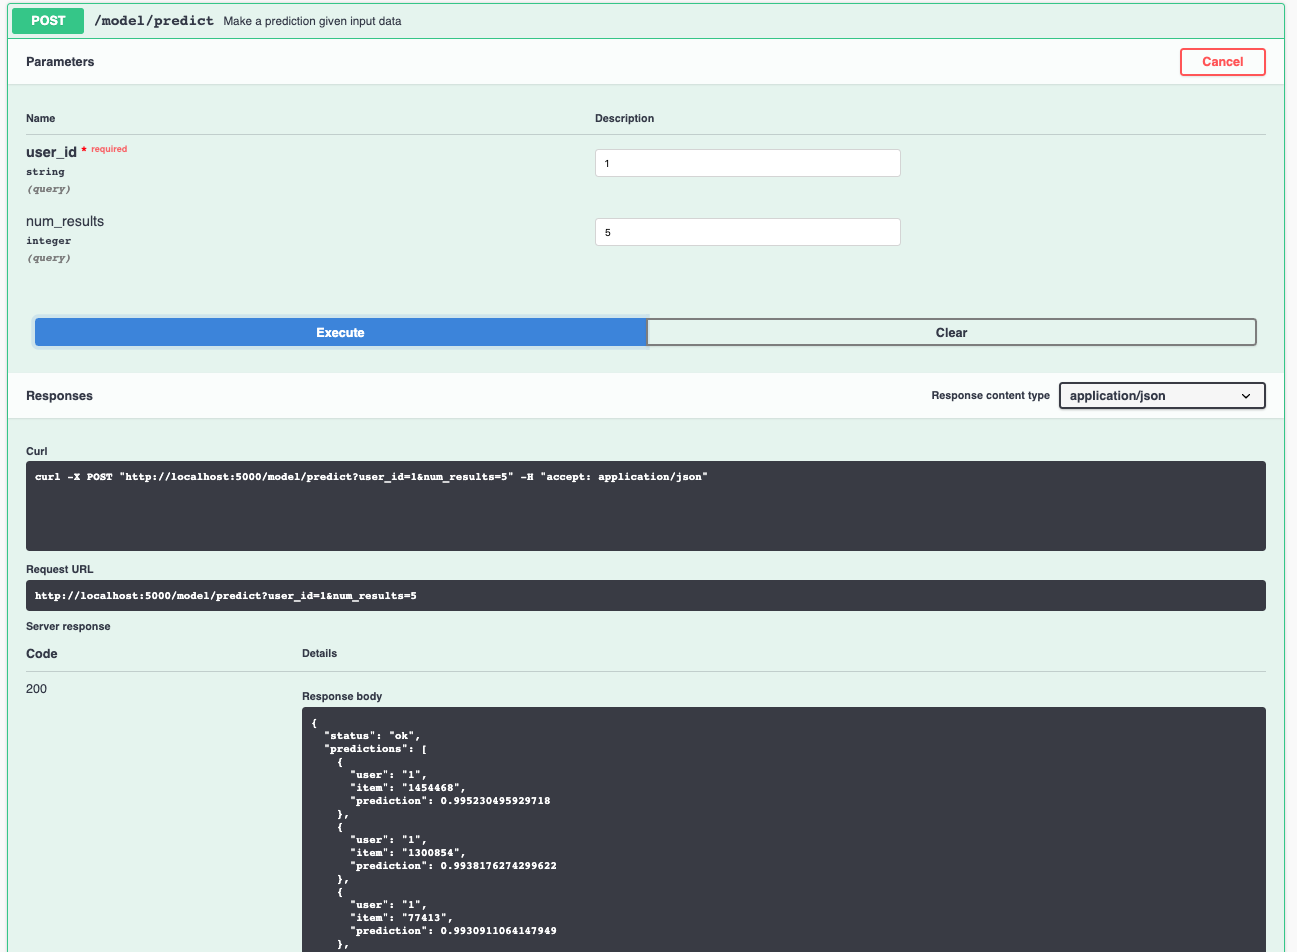 POST /model/predict Make a prediction given input data
Parameters Cancel
Name Description
user_id * required
string
(query)
1
num_results
integer
(query)
5
Execute Clear
Responses Response content type application/json
Curl
curl -X POST "http://localhost:5000/model/predict?user_id=1&num_results=5" -H "accept: application/json"
Request URL
http://localhost:5000/model/predict?user_id=1&num_results=5
Server response
Code Details
200
Response body
{
  "status": "ok",
  "predictions": [
    {
      "user": "1",
      "item": "1454468",
      "prediction": 0.995230495929718
    },
    {
      "user": "1",
      "item": "1300854",
      "prediction": 0.9938176274299622
    },
    {
      "user": "1",
      "item": "77413",
      "prediction": 0.9930911064147949
    },